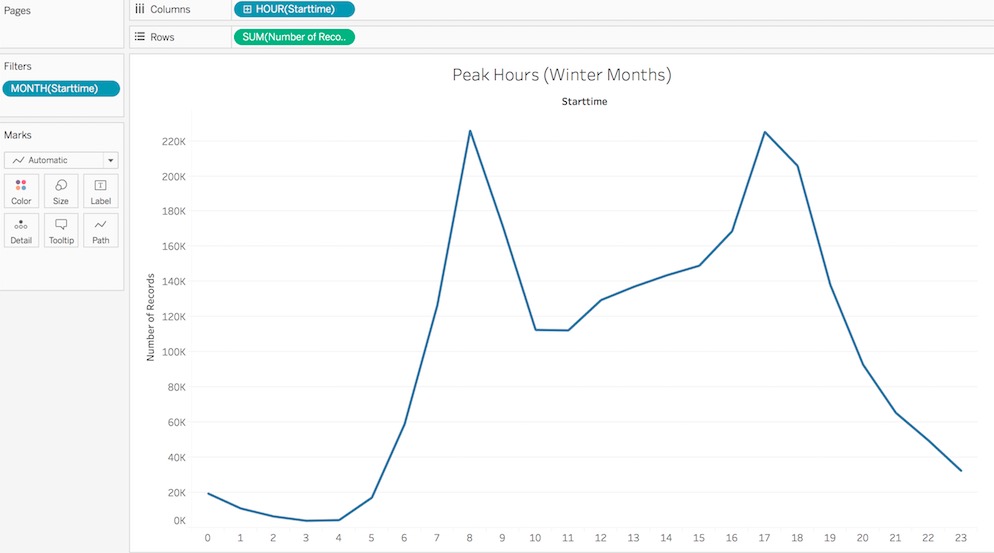 Pages
Columns
HOUR(Starttime)
Rows
SUM(Number of Reco..
Filters
MONTH(Starttime)
Marks
Automatic
Color Size Label
Detail Tooltip Path
Peak Hours (Winter Months)
Starttime
Number of Records
220K
200K
180K
160K
140K
120K
100K
80K
60K
40K
20K
0K
0 1 2 3 4 5 6 7 8 9 10 11 12 13 14 15 16 17 18 19 20 21 22 23